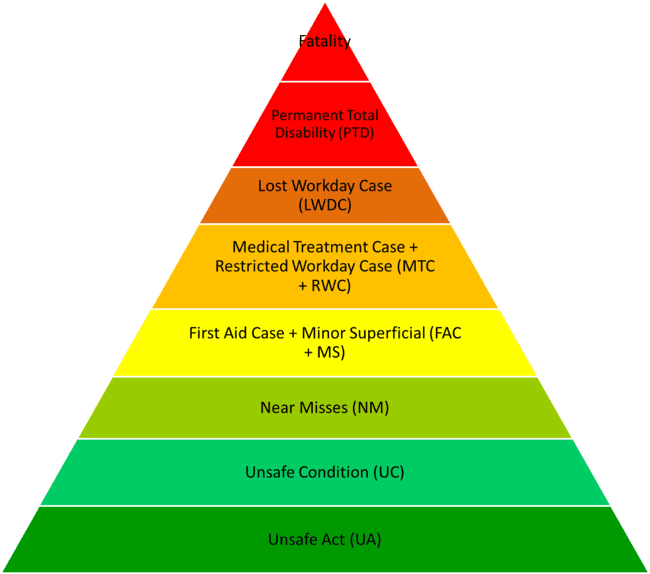 Fatality
Permanent Total
Disability (PTD)
Lost Workday Case
(LWDC)
Medical Treatment Case +
Restricted Workday Case (MTC
+ RWC)
First Aid Case + Minor Superficial (FAC
+ MS)
Near Misses (NM)
Unsafe Condition (UC)
Unsafe Act (UA)